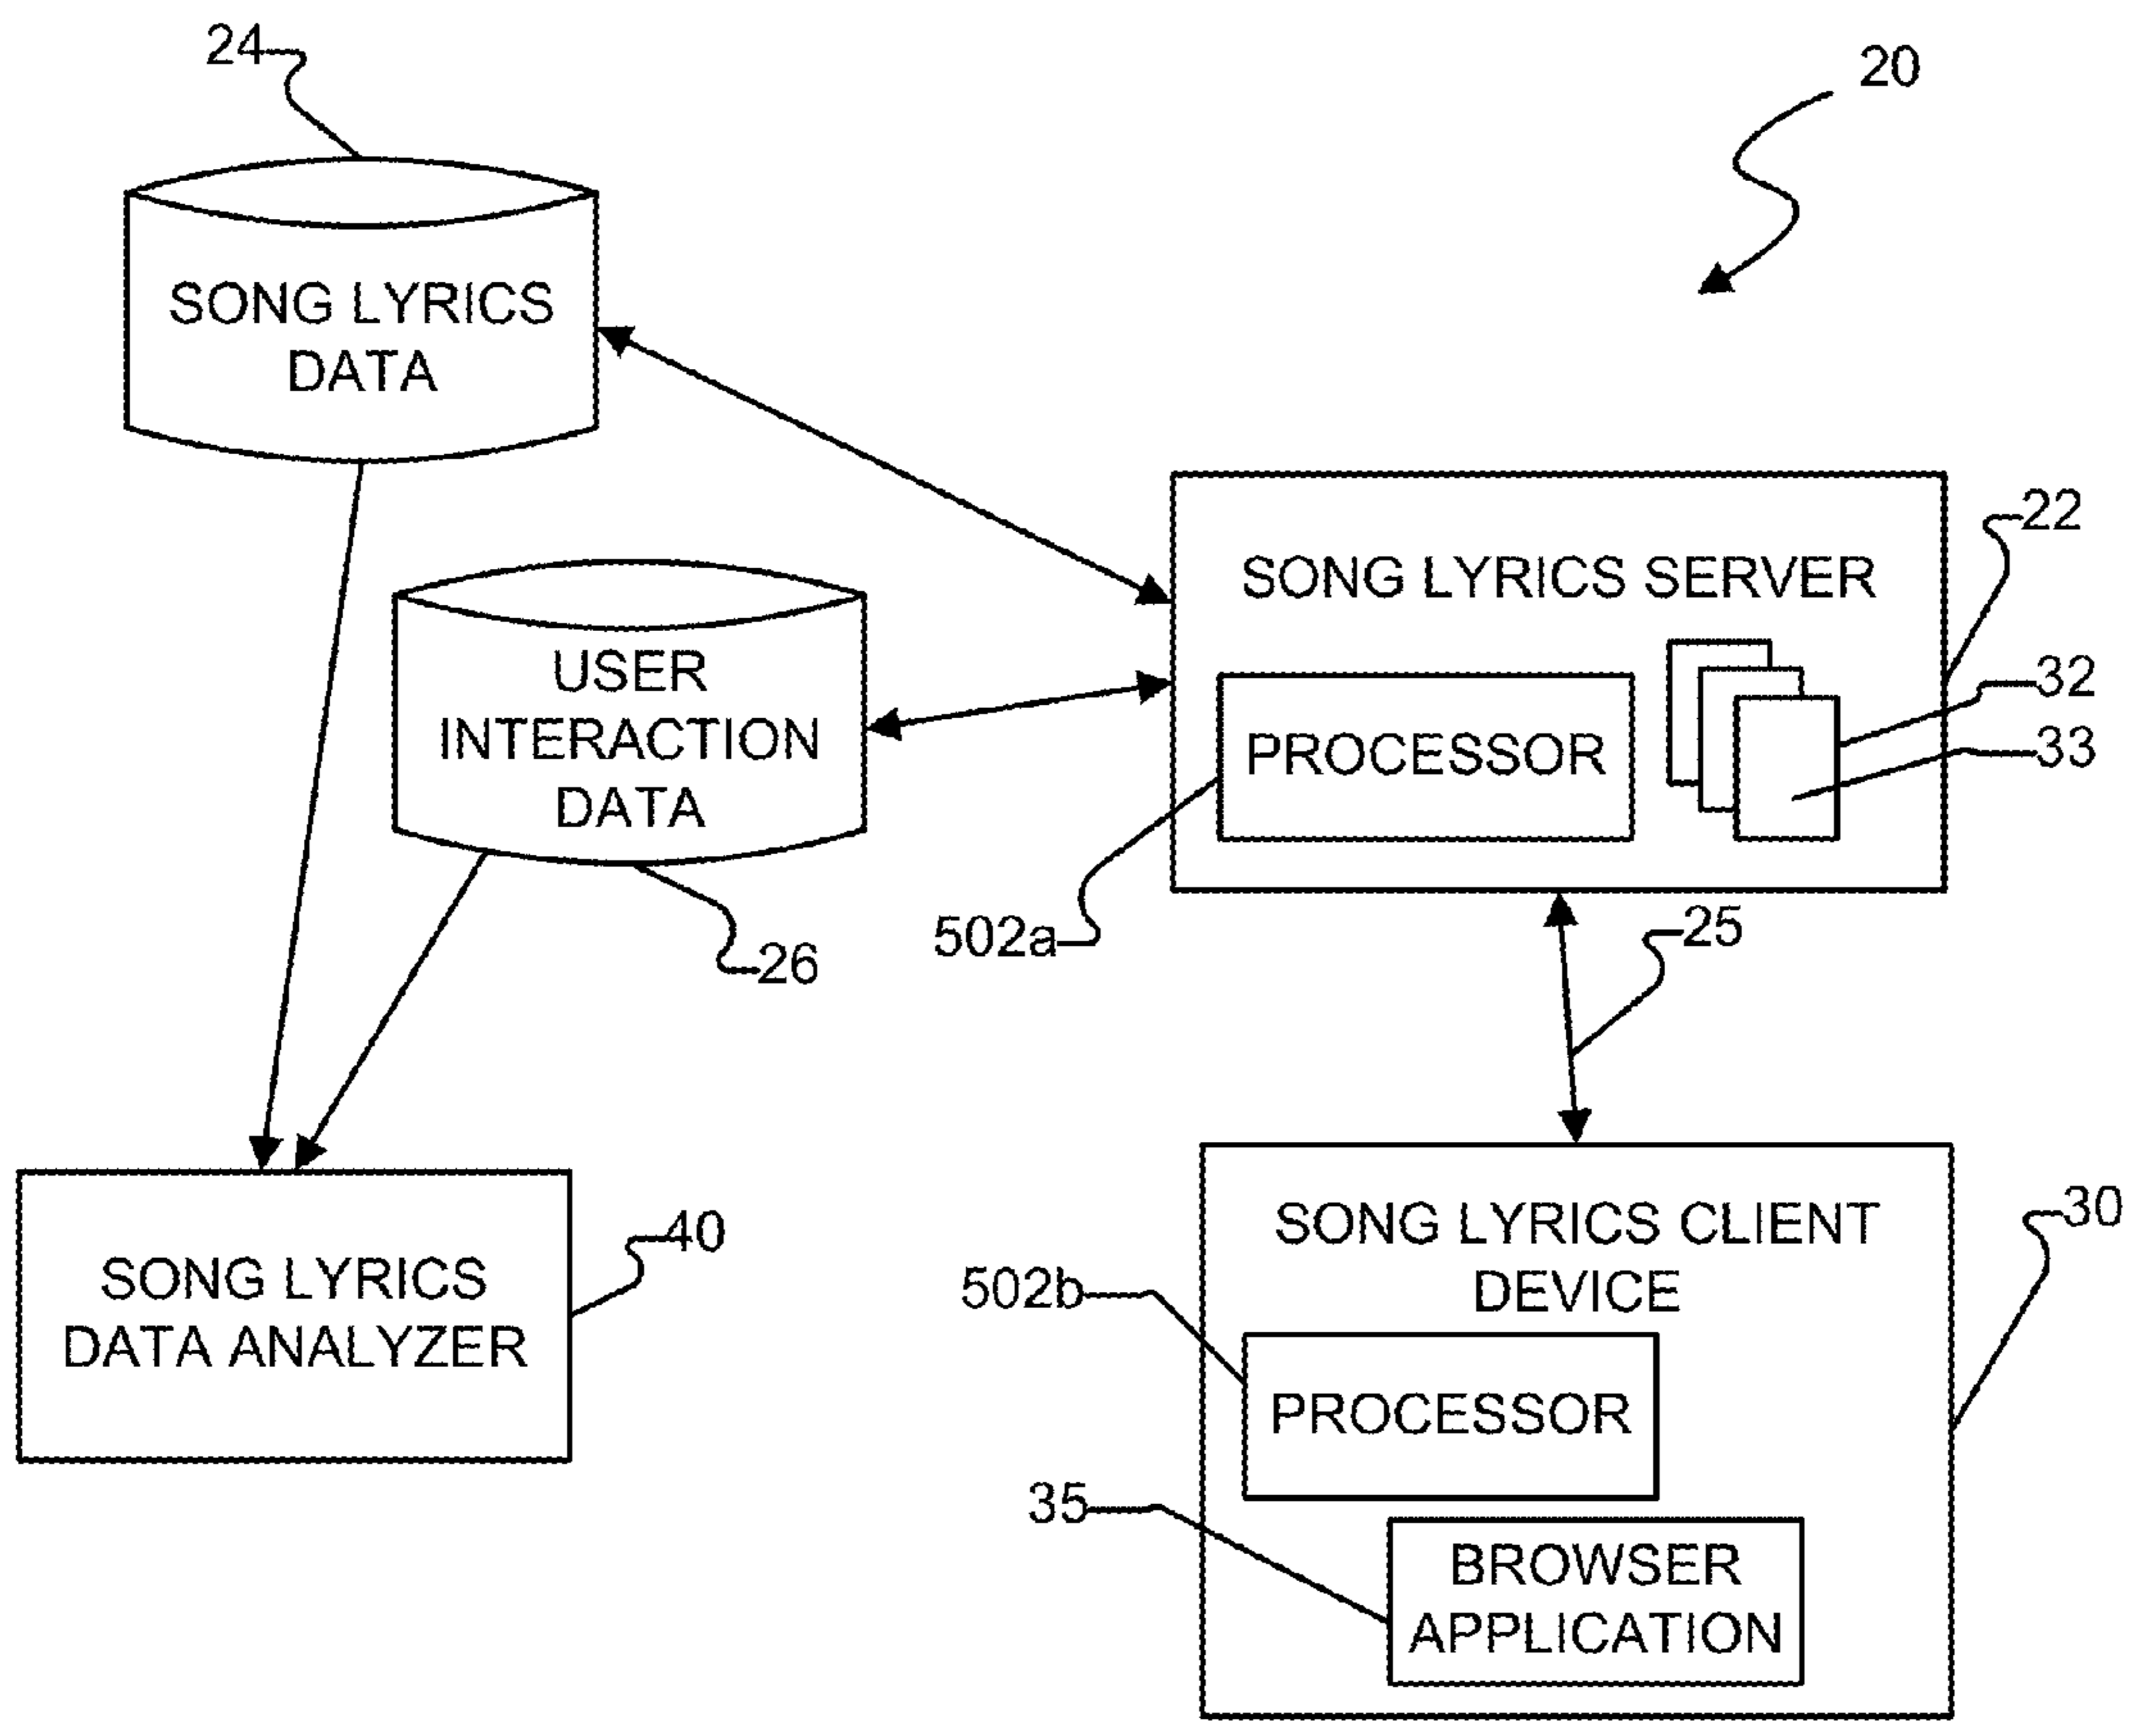 24
20
SONG LYRICS
DATA
22
SONG LYRICS SERVER
USER
INTERACTION
DATA
PROCESSOR
32
33
502a
25
26
40
SONG LYRICS
DATA ANALYZER
30
SONG LYRICS CLIENT
DEVICE
502b
PROCESSOR
35
BROWSER
APPLICATION